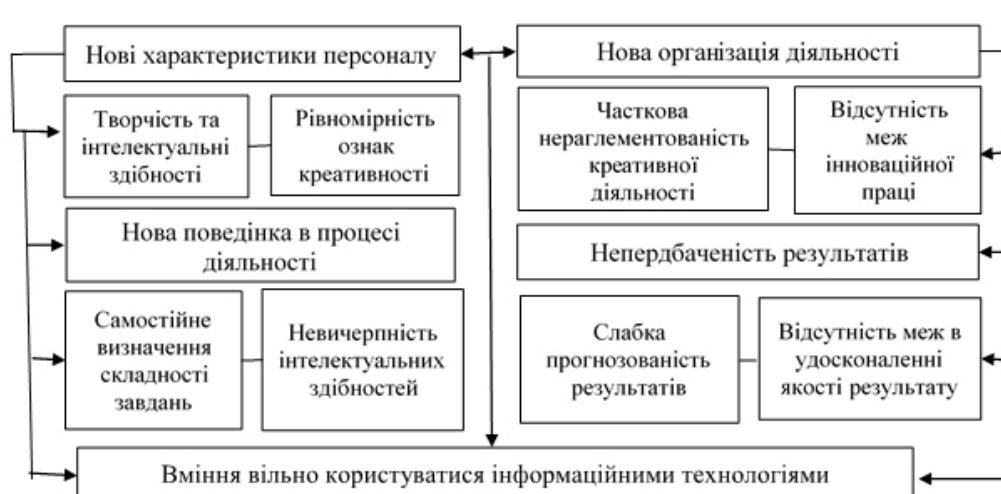 Нові характеристики персоналу
Нова організація діяльності
Творчість та
інтелектуальні
здібності
Рівномірність
ознак
креативності
Часткова
нераглементованість
креативної
діяльності
Відсутність
меж
інноваційної
праці
Нова поведінка в процесі
діяльності
Непердбаченість результатів
Самостійне
визначення
складності
завдань
Невичерпність
інтелектуальних
здібностей
Слабка
прогнозованість
результатів
Відсутність меж в
удосконаленні
якості результату
Вміння вільно користуватися інформаційними технологіями